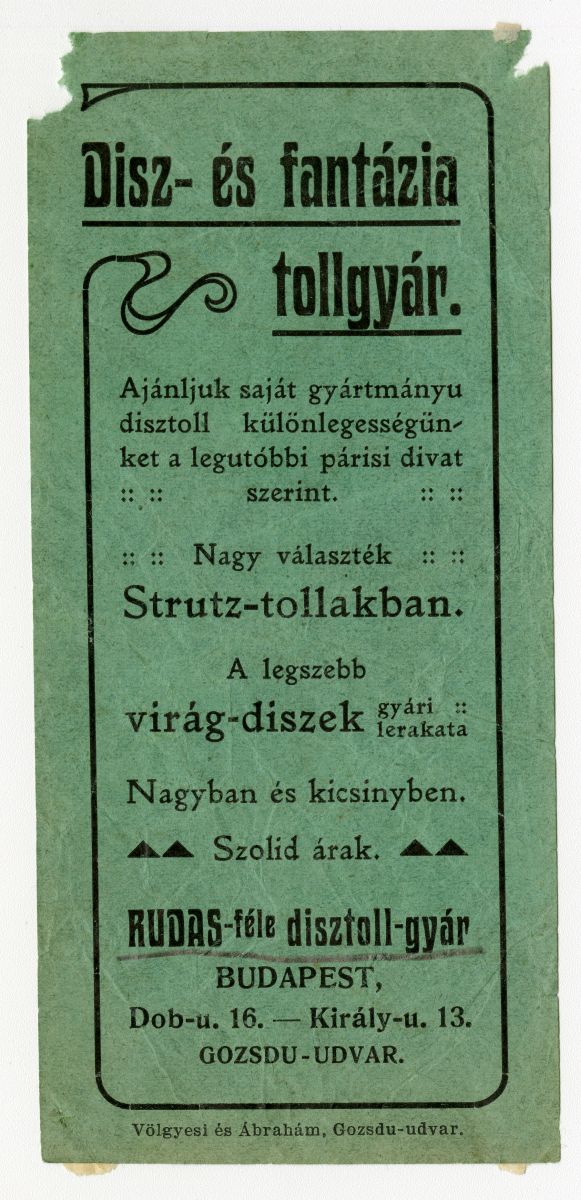 Disz- és fantázia
tollgyár.
Ajánljuk saját gyártmányu
disztoll különlegességün-
ket a legutóbbi párisi divat
:: :: szerint. :: ::
:: :: Nagy választék :: ::
Strutz-tollakban.
A legszebb
virág-diszek gyári ::
lerakata
Nagyban és kicsinyben.
Szolid árak.
RUDAS-féle disztoll-gyár
BUDAPEST,
Dob-u. 16. — Király-u. 13.
GOZSDU-UDVAR.
Völgyesi és Ábrahám, Gozsdu-udvar.